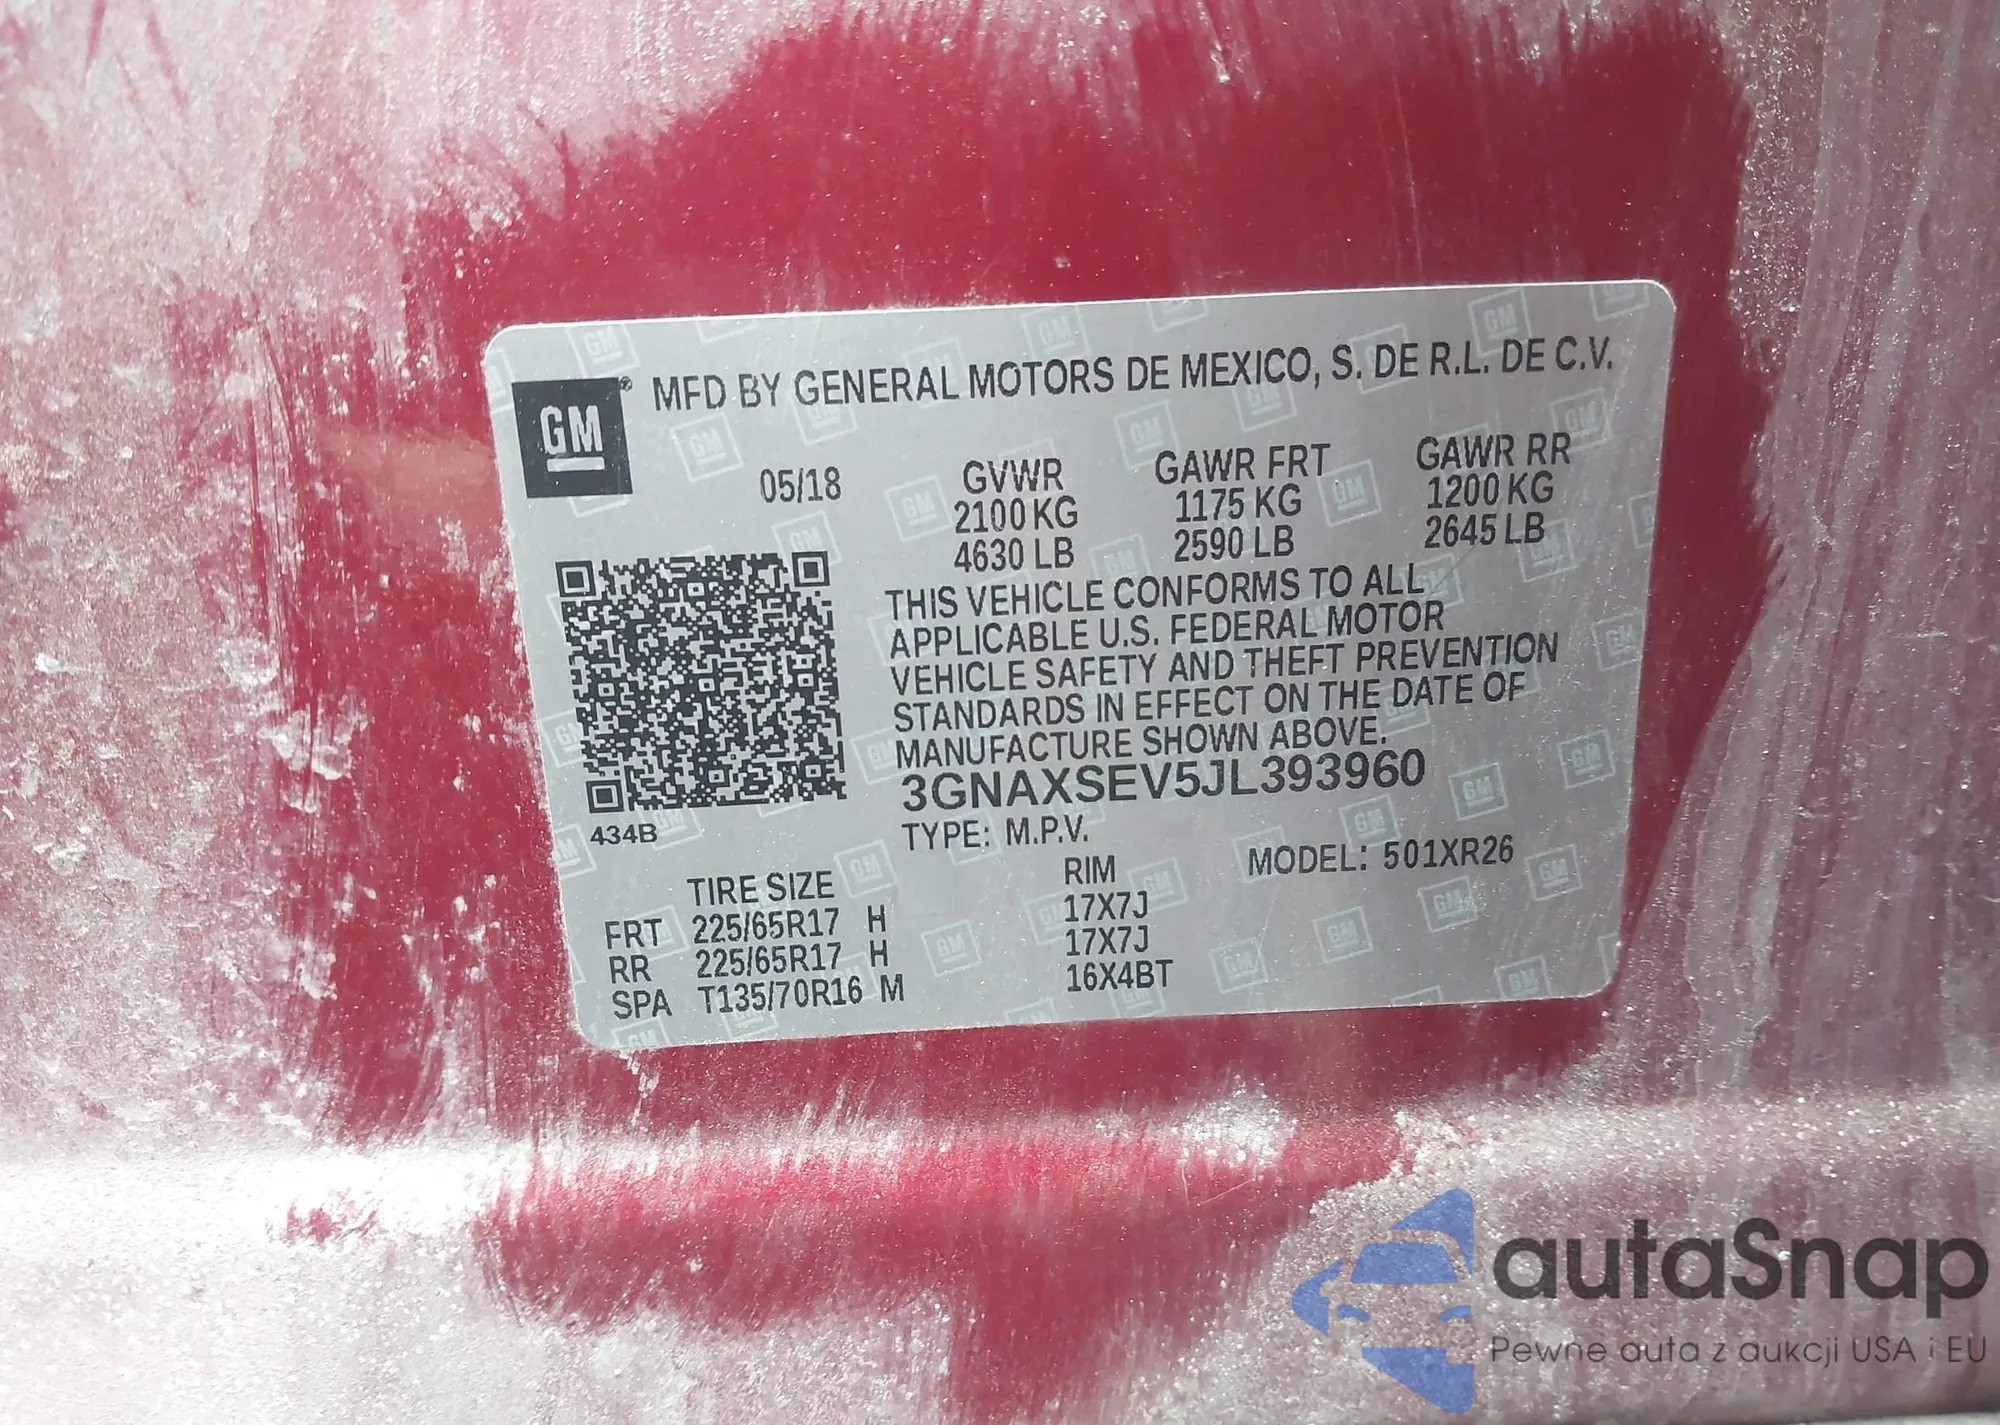 GM® MFD BY GENERAL MOTORS DE MEXICO, S. DE R.L. DE C.V.
05/18 GVWR GAWR FRT GAWR RR
2100 KG 1175 KG 1200 KG
4630 LB 2590 LB 2645 LB
THIS VEHICLE CONFORMS TO ALL
APPLICABLE U.S. FEDERAL MOTOR
VEHICLE SAFETY AND THEFT PREVENTION
STANDARDS IN EFFECT ON THE DATE OF
MANUFACTURE SHOWN ABOVE.
3GNAXSEV5JL393960
434B TYPE: M.P.V.
MODEL: 501XR26
TIRE SIZE RIM
FRT 225/65R17 H 17X7J
RR 225/65R17 H 17X7J
SPA T135/70R16 M 16X4BT
autaSnap
Pewne auta z aukcji USA i EU